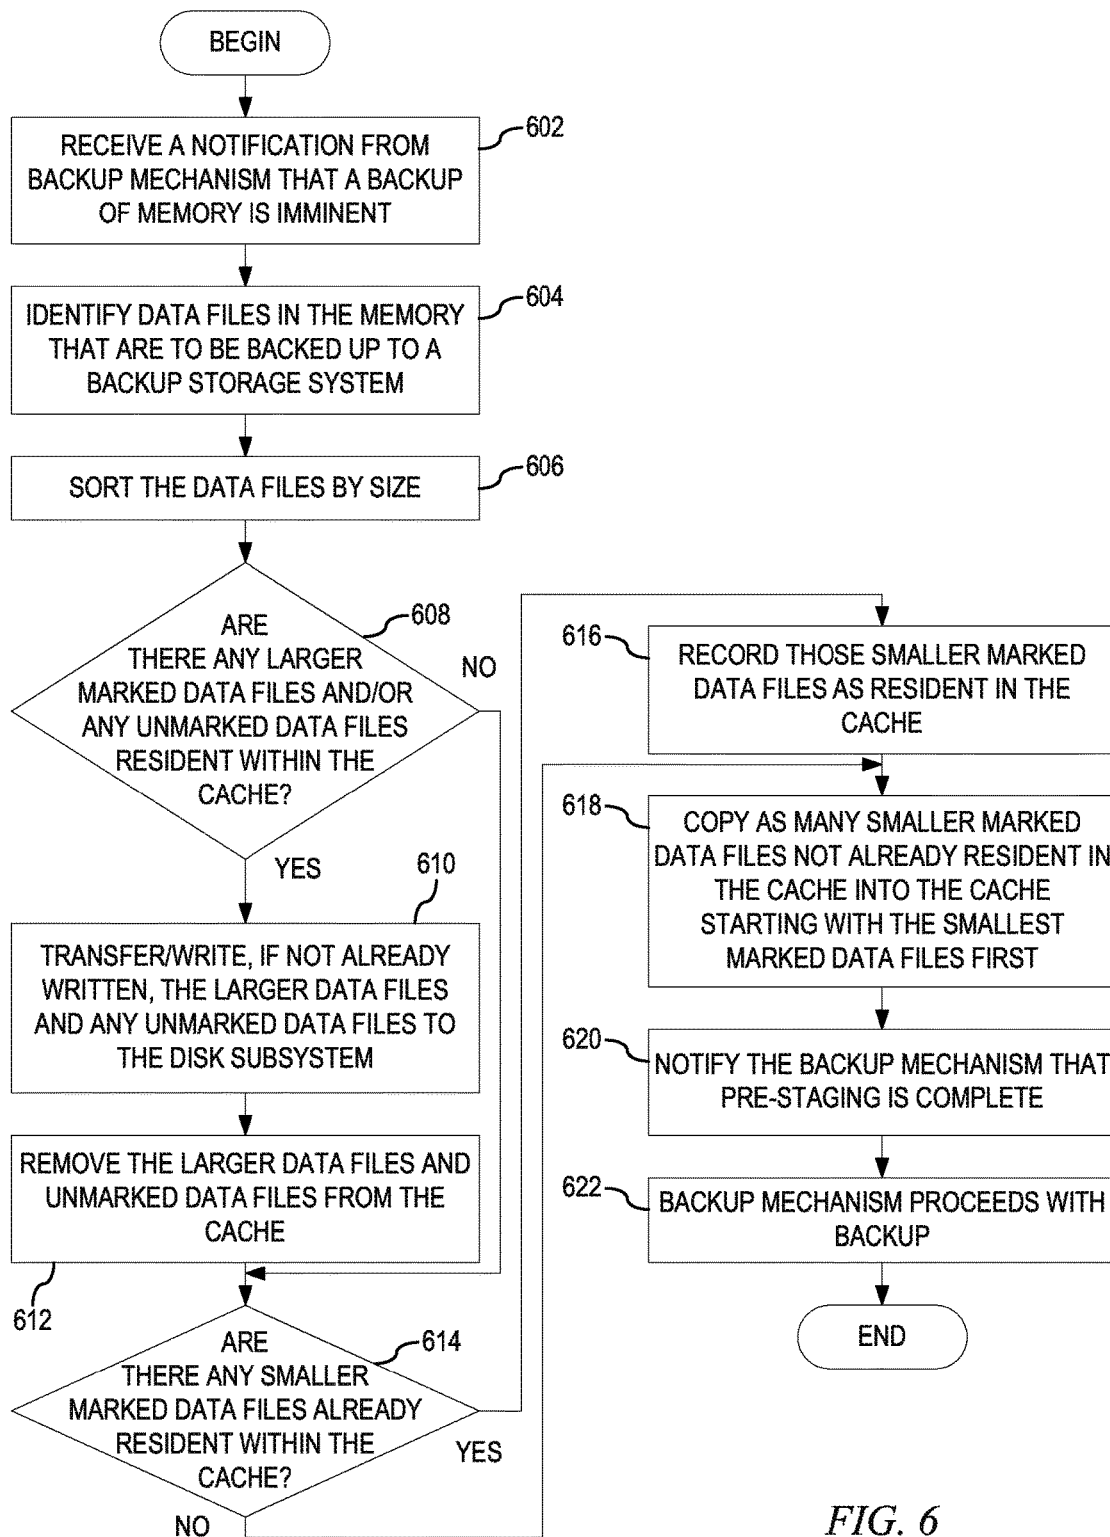 BEGIN
602
RECEIVE A NOTIFICATION FROM
BACKUP MECHANISM THAT A BACKUP
OF MEMORY IS IMMINENT
604
IDENTIFY DATA FILES IN THE MEMORY
THAT ARE TO BE BACKED UP TO A
BACKUP STORAGE SYSTEM
606
SORT THE DATA FILES BY SIZE
608
ARE
THERE ANY LARGER
MARKED DATA FILES AND/OR
ANY UNMARKED DATA FILES
RESIDENT WITHIN THE
CACHE?
NO
YES
610
TRANSFER/WRITE, IF NOT ALREADY
WRITTEN, THE LARGER DATA FILES
AND ANY UNMARKED DATA FILES TO
THE DISK SUBSYSTEM
REMOVE THE LARGER DATA FILES AND
UNMARKED DATA FILES FROM THE
CACHE
612
614
ARE
THERE ANY SMALLER
MARKED DATA FILES ALREADY
RESIDENT WITHIN THE
CACHE?
YES
NO
616
RECORD THOSE SMALLER MARKED
DATA FILES AS RESIDENT IN THE
CACHE
618
COPY AS MANY SMALLER MARKED
DATA FILES NOT ALREADY RESIDENT IN
THE CACHE INTO THE CACHE
STARTING WITH THE SMALLEST
MARKED DATA FILES FIRST
620
NOTIFY THE BACKUP MECHANISM THAT
PRE-STAGING IS COMPLETE
622
BACKUP MECHANISM PROCEEDS WITH
BACKUP
END
FIG. 6